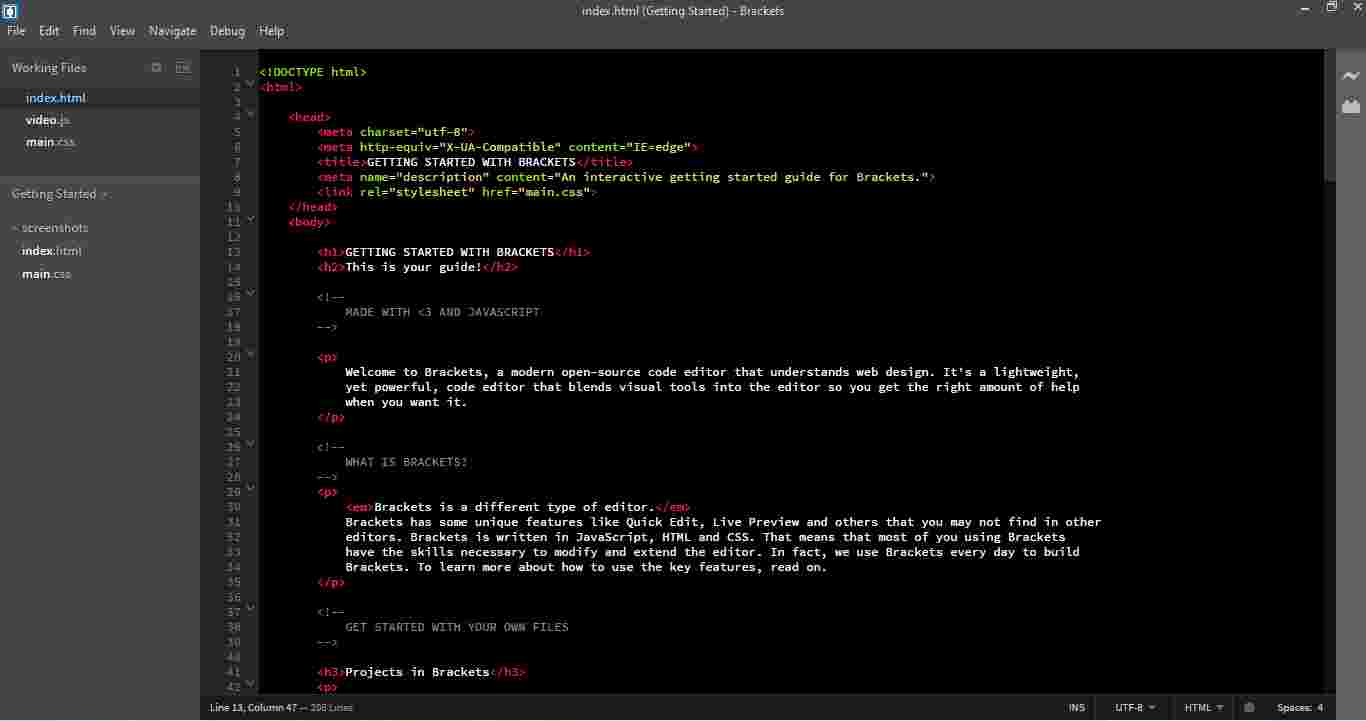 index.html (Getting Started) - Brackets
File Edit Find View Navigate Debug Help
Working Files
index.html
video.js
main.css
Getting Started
screenshots
index.html
main.css
1 <!DOCTYPE html>
2 <html>
3
4 <head>
5 <meta charset="utf-8">
6 <meta http-equiv="X-UA-Compatible" content="IE=edge">
7 <title>GETTING STARTED WITH BRACKETS</title>
8 <meta name="description" content="An interactive getting started guide for Brackets.">
9 <link rel="stylesheet" href="main.css">
10 </head>
11 <body>
12
13 <h1>GETTING STARTED WITH BRACKETS</h1>
14 <h2>This is your guide!</h2>
15
16 <!--
17 MADE WITH <3 AND JAVASCRIPT
18 -->
19
20 <p>
21 Welcome to Brackets, a modern open-source code editor that understands web design. It's a lightweight,
22 yet powerful, code editor that blends visual tools into the editor so you get the right amount of help
23 when you want it.
24 </p>
25
26 <!--
27 WHAT IS BRACKETS?
28 -->
29 <p>
30 <em>Brackets is a different type of editor.</em>
31 Brackets has some unique features like Quick Edit, Live Preview and others that you may not find in other
32 editors. Brackets is written in JavaScript, HTML and CSS. That means that most of you using Brackets
33 have the skills necessary to modify and extend the editor. In fact, we use Brackets every day to build
34 Brackets. To learn more about how to use the key features, read on.
35 </p>
36
37 <!--
38 GET STARTED WITH YOUR OWN FILES
39 -->
40
41 <h3>Projects in Brackets</h3>
42 <p>
Line 13, Column 47 — 208 Lines
INS UTF-8 HTML Spaces: 4